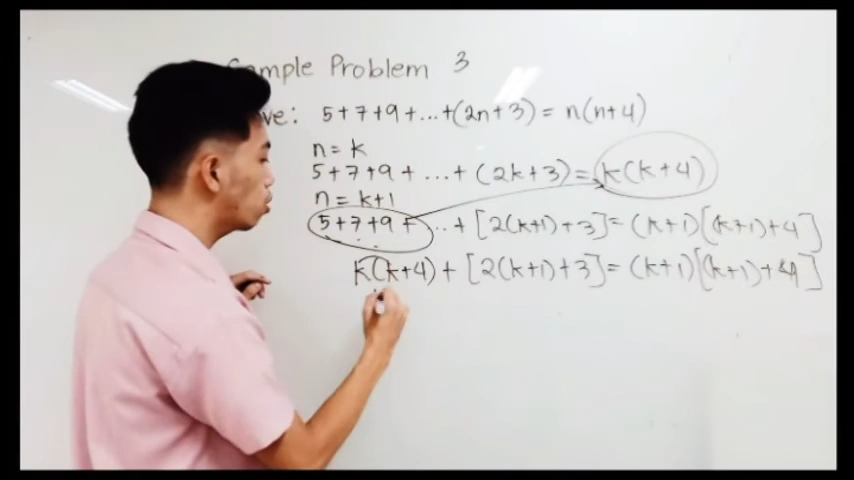 Sample Problem 3
ve: 5+7+9+...+(2n+3)= n(n+4)
n=k
5+7+9+ ...+ (2k+3)= k(k+4)
n= k+1
5+7+9+ ..+ [2(k+1)+3]= (k+1)[(k+1)+4]
k(k+4)+[2(k+1)+3]= (k+1)[(k+1)+4]